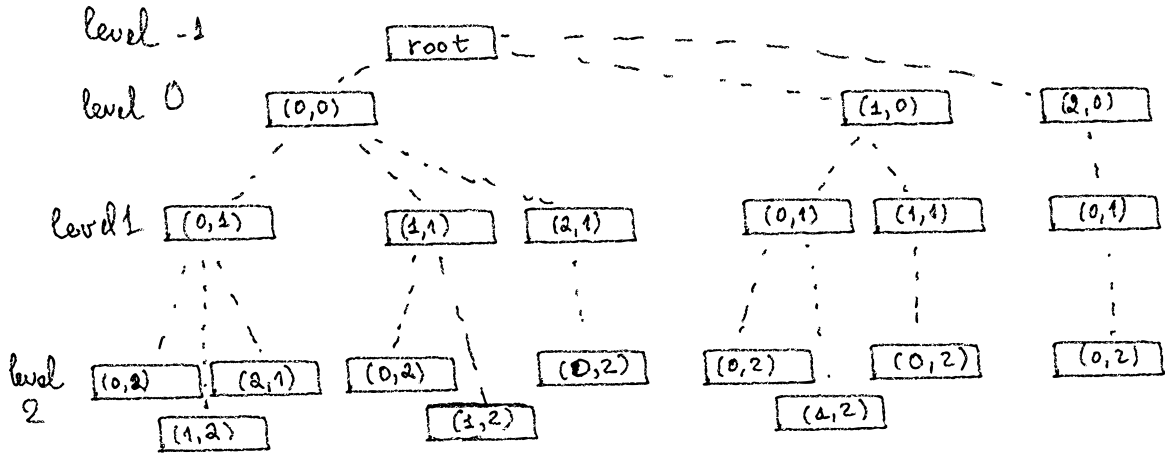 level -1 root
level 0 (0,0) (1,0) (2,0)
level 1 (0,1) (1,1) (2,1) (0,1) (1,1) (0,1)
level (0,2) (2,1) (0,2) (0,2) (0,2) (0,2) (0,2)
2 (1,2) (1,2) (1,2)